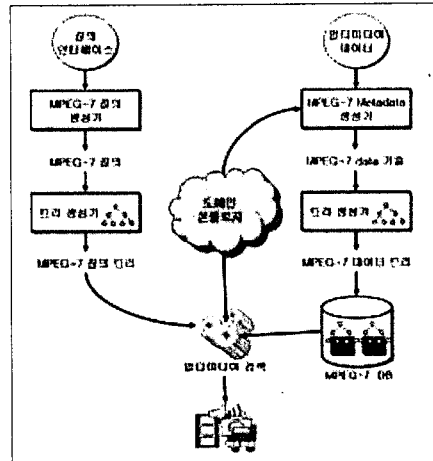 질의
인터페이스
MPEG-7 질의
생성기
MPEG-7 질의
트리 생성기
MPEG-7 질의 트리
도메인
온톨로지
멀티미디어
데이터
MPEG-7 Metadata
생성기
MPEG-7 data 기술
트리 생성기
MPEG-7 데이터 트리
MPEG-7 DB
멀티미디어 검색